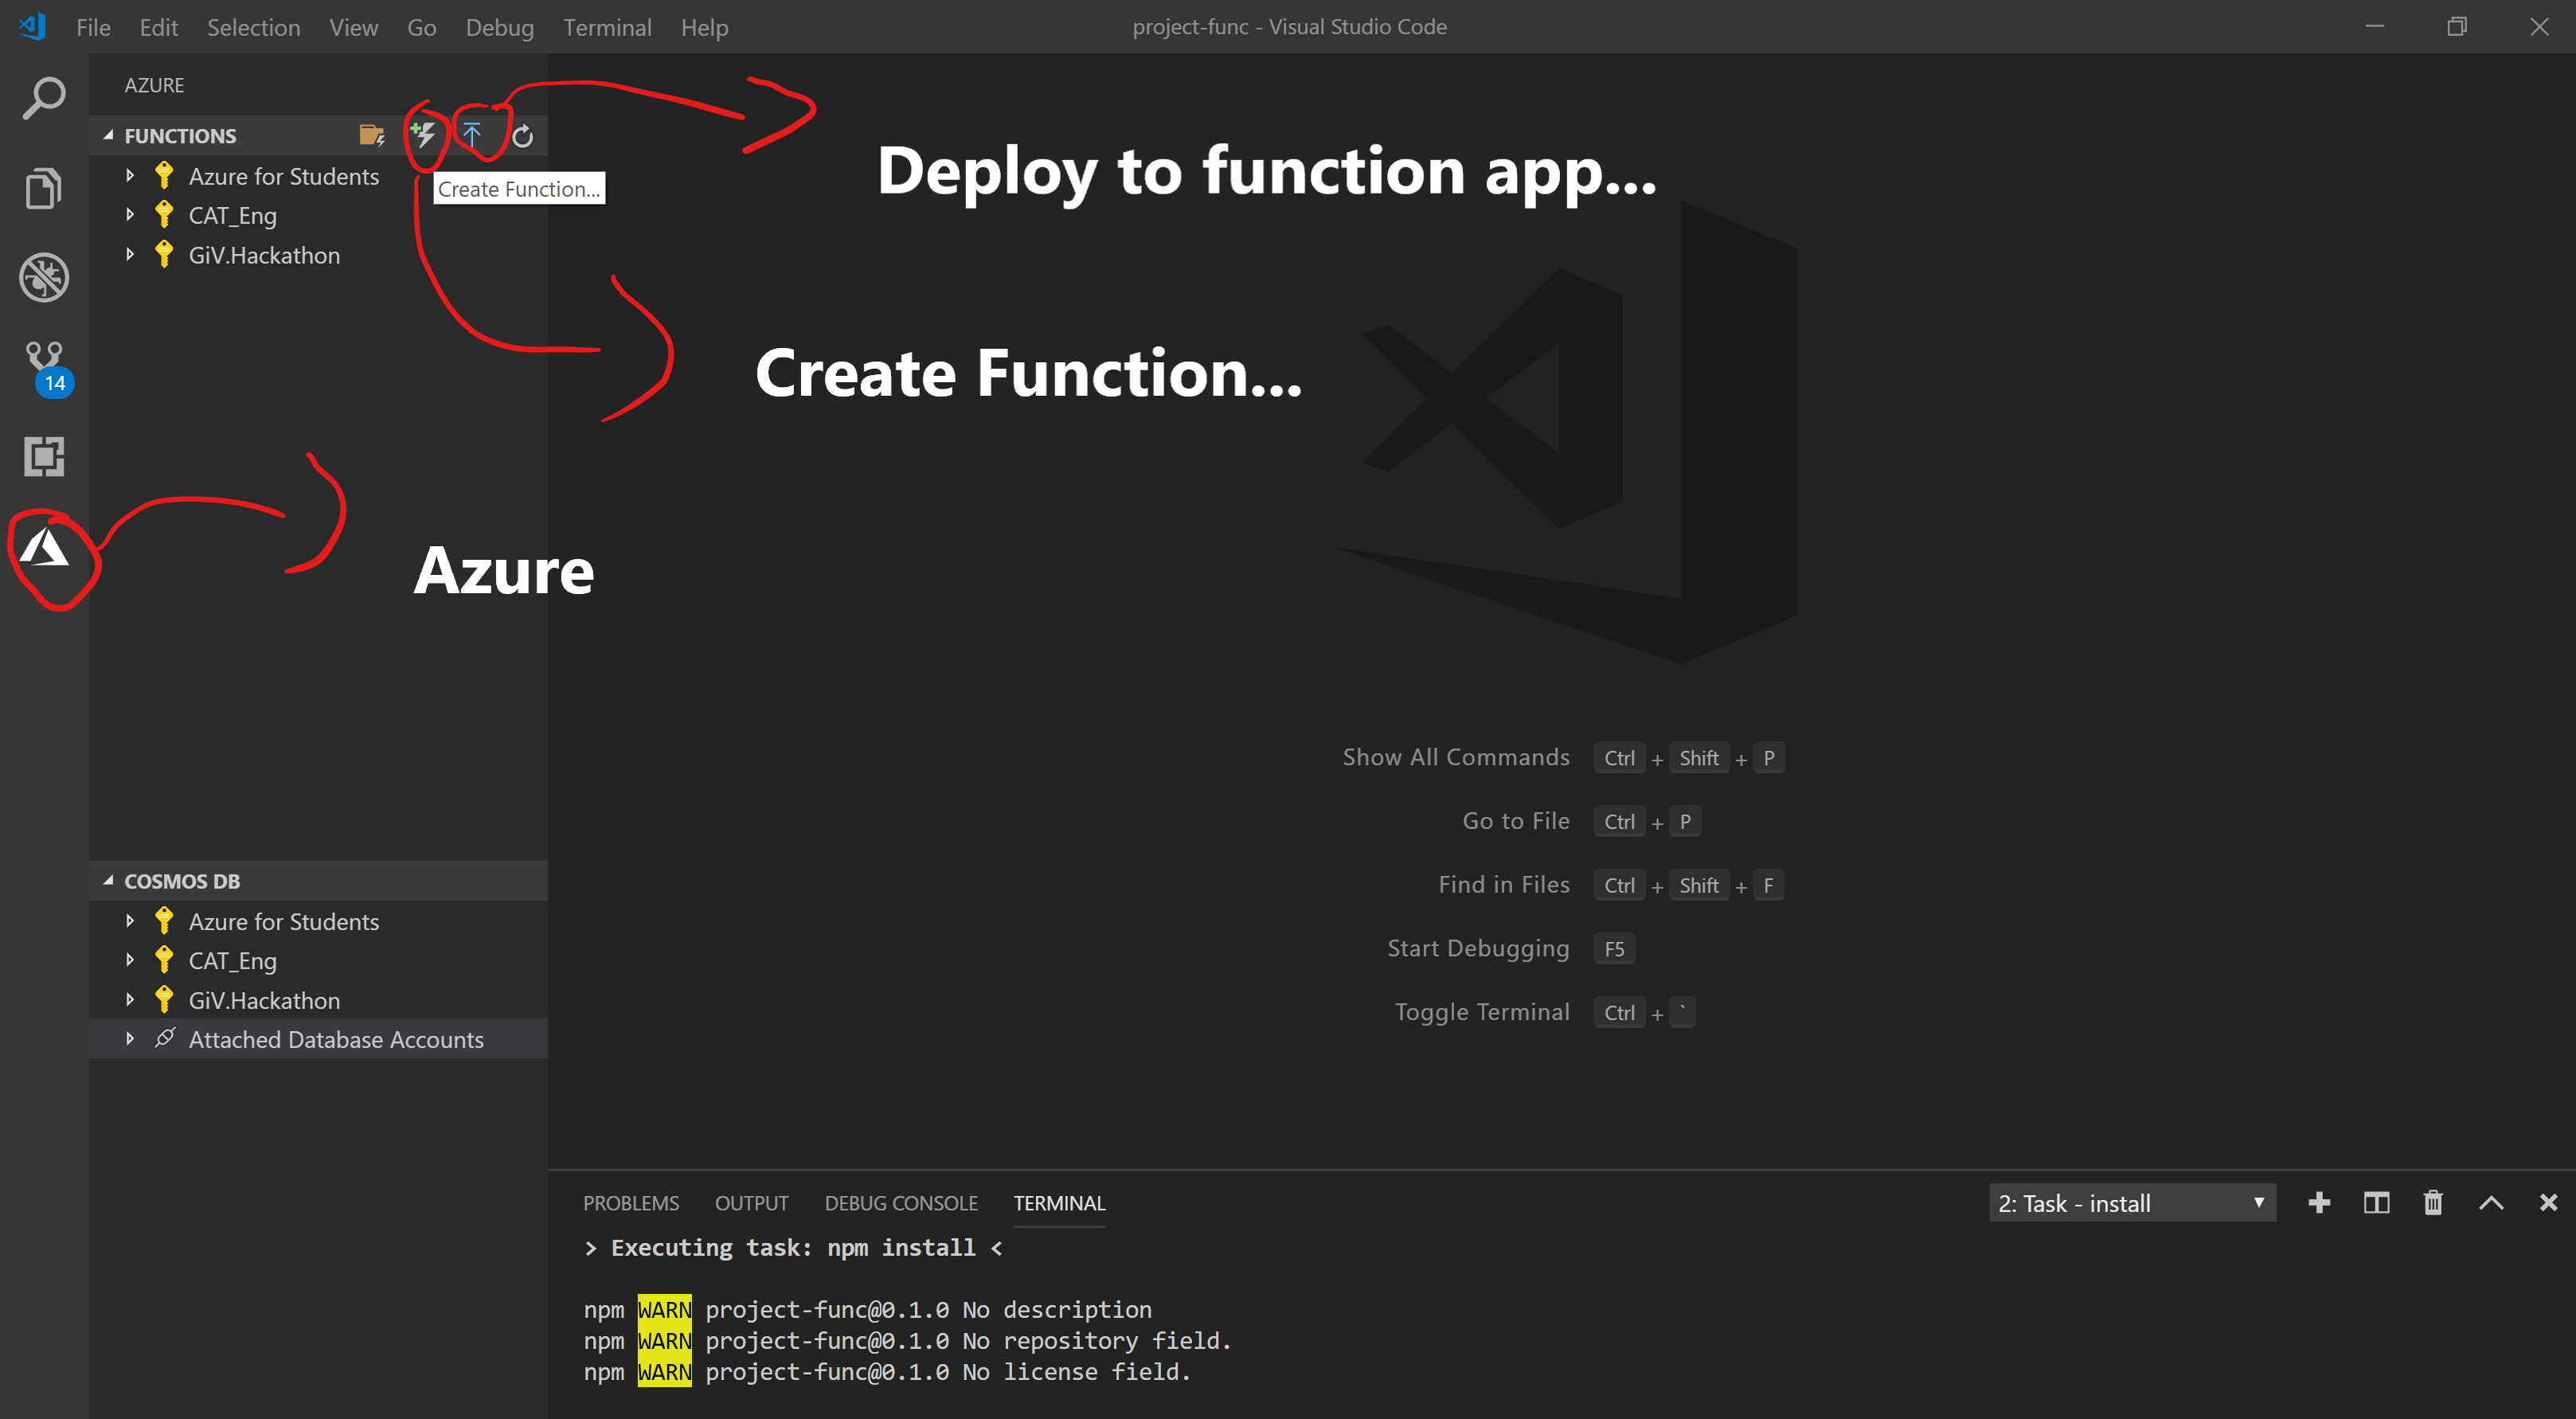 File Edit Selection View Go Debug Terminal Help
project-func - Visual Studio Code
AZURE
FUNCTIONS
Azure for Students
CAT_Eng
GiV.Hackathon
Create Function...
Deploy to function app...
Create Function...
14
Azure
Show All Commands Ctrl + Shift + P
Go to File Ctrl + P
Find in Files Ctrl + Shift + F
Start Debugging F5
Toggle Terminal Ctrl + `
COSMOS DB
Azure for Students
CAT_Eng
GiV.Hackathon
Attached Database Accounts
PROBLEMS OUTPUT DEBUG CONSOLE TERMINAL
2: Task - install
> Executing task: npm install <
npm WARN project-func@0.1.0 No description
npm WARN project-func@0.1.0 No repository field.
npm WARN project-func@0.1.0 No license field.